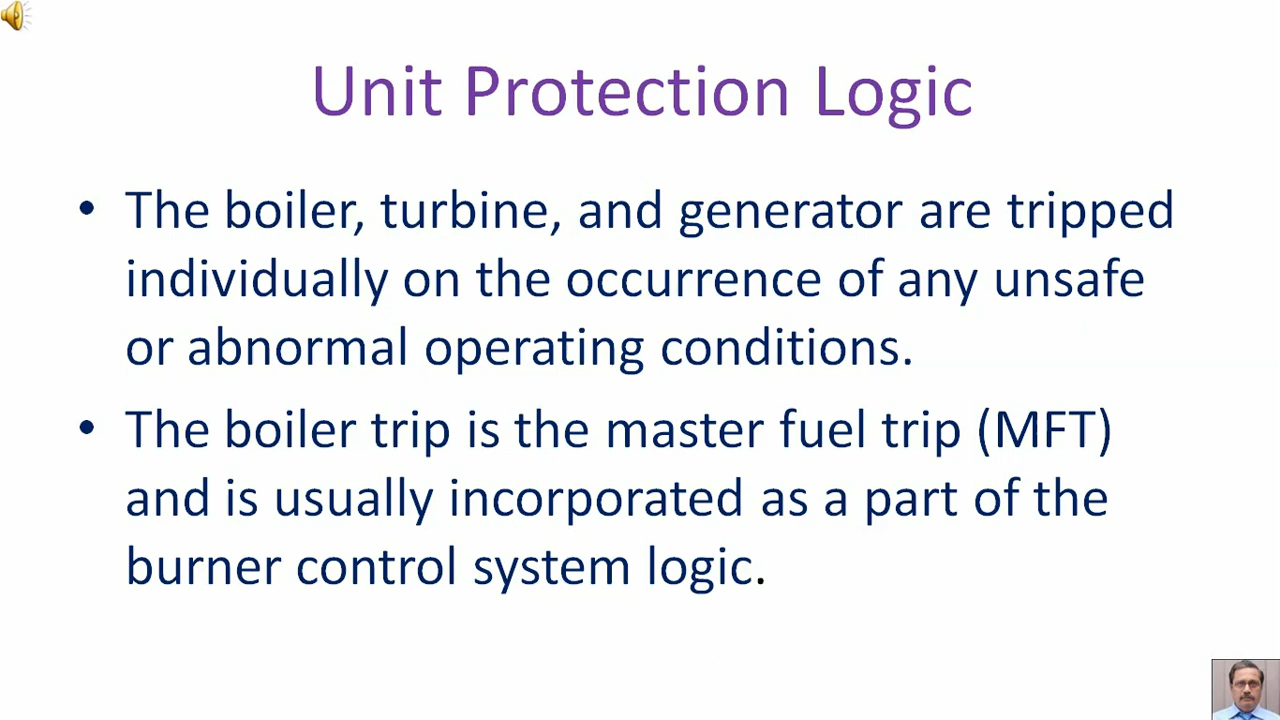 Unit Protection Logic
• The boiler, turbine, and generator are tripped
individually on the occurrence of any unsafe
or abnormal operating conditions.
• The boiler trip is the master fuel trip (MFT)
and is usually incorporated as a part of the
burner control system logic.